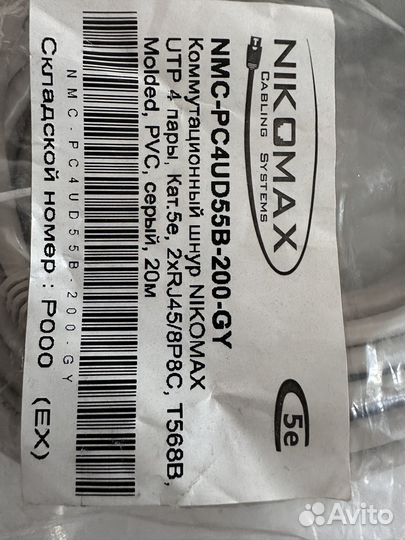 NIKOMAX
CABLING SYSTEMS
5e
NMC-PC4UD55B-200-GY
Коммутационный шнур NIKOMAX
UTP 4 пары, Кат.5е, 2xRJ45/8P8C, T568B,
Molded, PVC, серый, 20м
NMC-PC4UD55B-200-GY
Складской номер: P000 (EX)
Avito